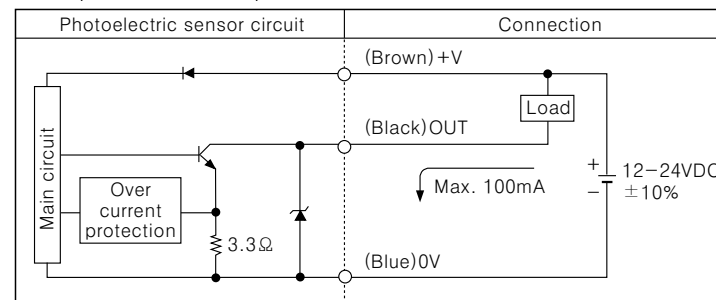 Photoelectric sensor circuit
Connection
(Brown)+V
Load
(Black)OUT
Main circuit
Over
current
protection
3.3Ω
Max. 100mA
+
−
12−24VDC
±10%
(Blue)0V